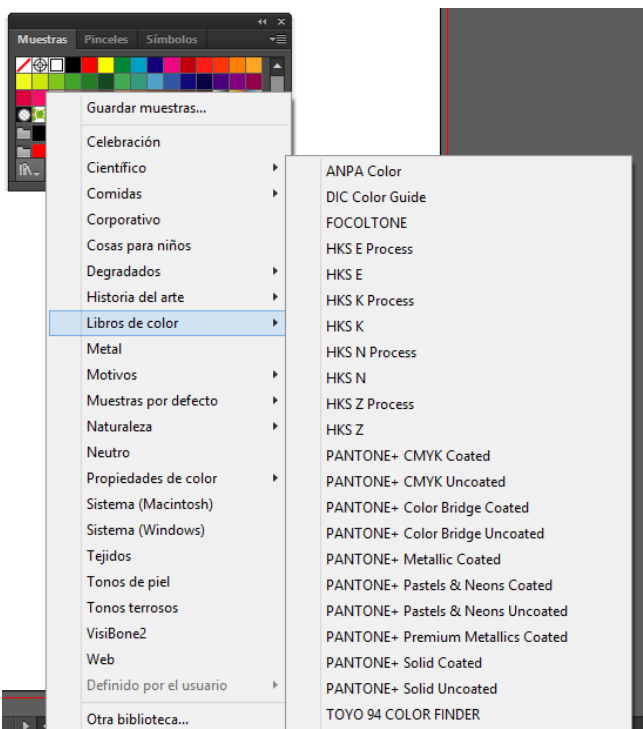 Muestras Pinceles Símbolos
Guardar muestras...
Celebración
Científico
Comidas
Corporativo
Cosas para niños
Degradados
Historia del arte
Libros de color
Metal
Motivos
Muestras por defecto
Naturaleza
Neutro
Propiedades de color
Sistema (Macintosh)
Sistema (Windows)
Tejidos
Tonos de piel
Tonos terrosos
VisiBone2
Web
Definido por el usuario
Otra biblioteca...
ANPA Color
DIC Color Guide
FOCOLTONE
HKS E Process
HKS E
HKS K Process
HKS K
HKS N Process
HKS N
HKS Z Process
HKS Z
PANTONE+ CMYK Coated
PANTONE+ CMYK Uncoated
PANTONE+ Color Bridge Coated
PANTONE+ Color Bridge Uncoated
PANTONE+ Metallic Coated
PANTONE+ Pastels & Neons Coated
PANTONE+ Pastels & Neons Uncoated
PANTONE+ Premium Metallics Coated
PANTONE+ Solid Coated
PANTONE+ Solid Uncoated
TOYO 94 COLOR FINDER